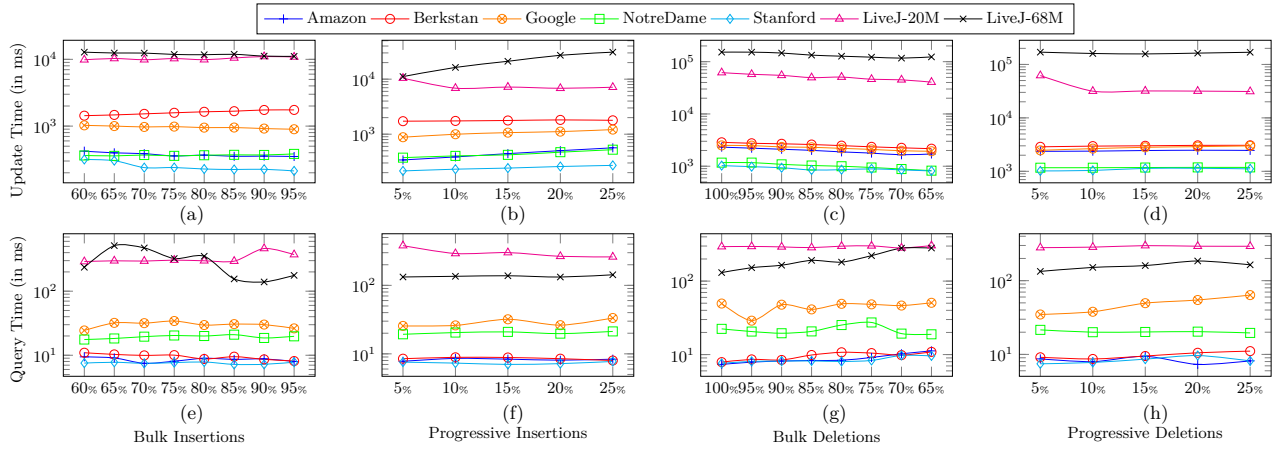 Amazon Berkstan Google NotreDame Stanford LiveJ-20M LiveJ-68M
Update Time (in ms)
10^4
10^3
60% 65% 70% 75% 80% 85% 90% 95%
(a)
10^4
10^3
5% 10% 15% 20% 25%
(b)
10^5
10^4
10^3
100% 95% 90% 85% 80% 75% 70% 65%
(c)
10^5
10^4
10^3
5% 10% 15% 20% 25%
(d)
Query Time (in ms)
10^2
10^1
60% 65% 70% 75% 80% 85% 90% 95%
(e)
Bulk Insertions
10^2
10^1
5% 10% 15% 20% 25%
(f)
Progressive Insertions
10^2
10^1
100% 95% 90% 85% 80% 75% 70% 65%
(g)
Bulk Deletions
10^2
10^1
5% 10% 15% 20% 25%
(h)
Progressive Deletions